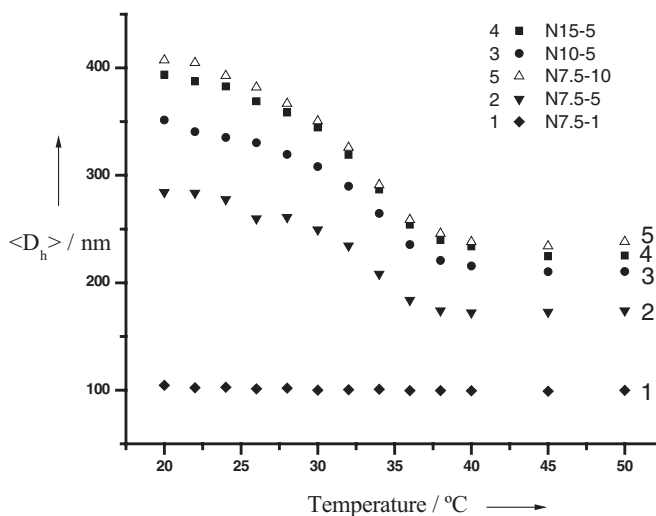 4 ■ N15-5
3 ● N10-5
5 △ N7.5-10
2 ▼ N7.5-5
1 ◆ N7.5-1
400
300
<D_h> / nm
200
100
5
4
3
2
1
20 25 30 35 40 45 50
Temperature / ºC